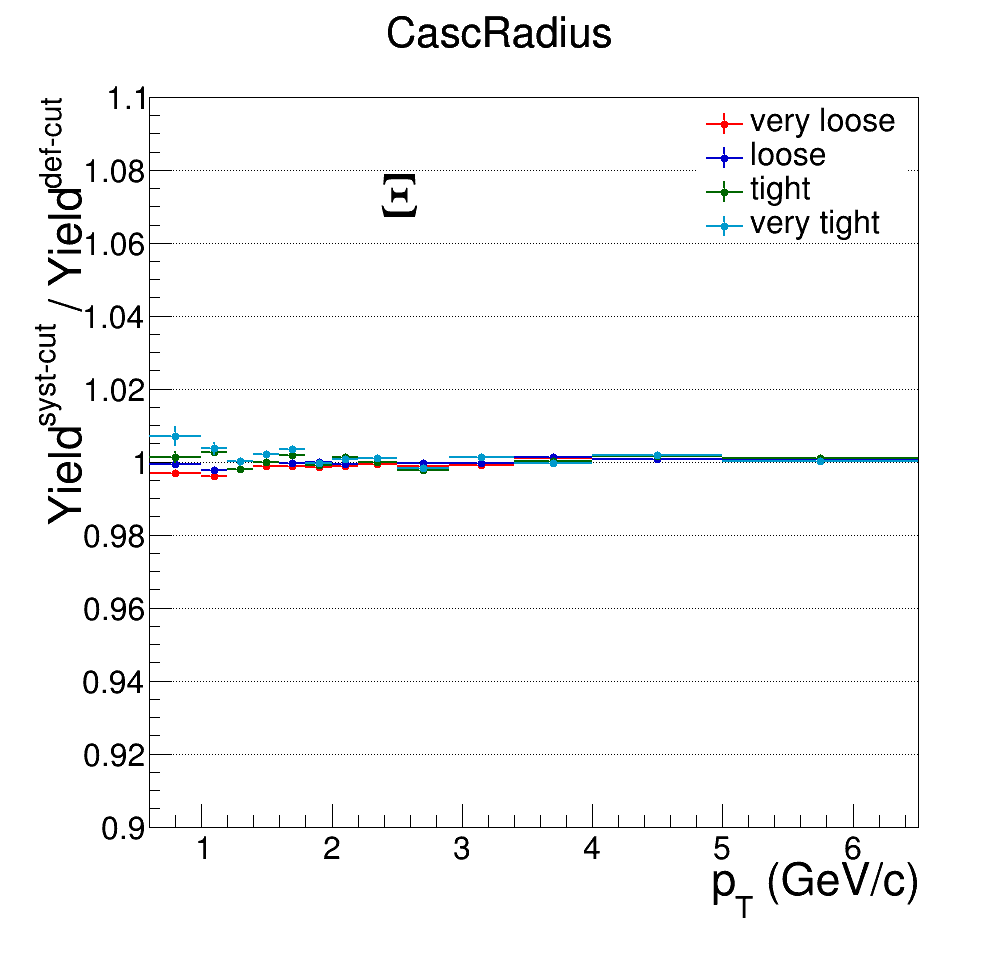 CascRadius
Yield^syst-cut / Yield^def-cut
1.1
1.08
1.06
1.04
1.02
1
0.98
0.96
0.94
0.92
0.9
Ξ
very loose
loose
tight
very tight
1 2 3 4 5 6
p_T (GeV/c)